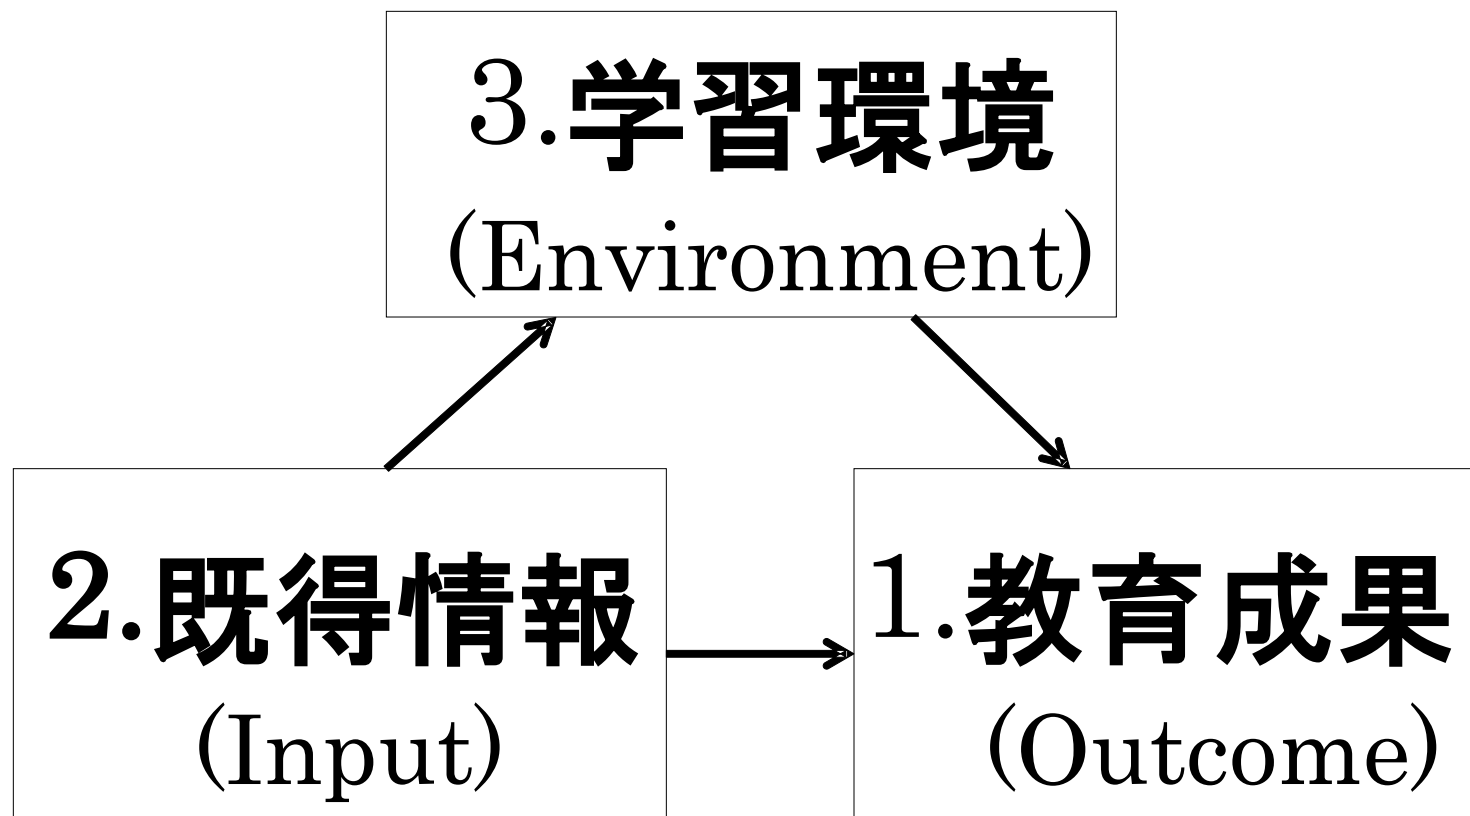 3.学習環境
(Environment)
2.既得情報
(Input)
1.教育成果
(Outcome)